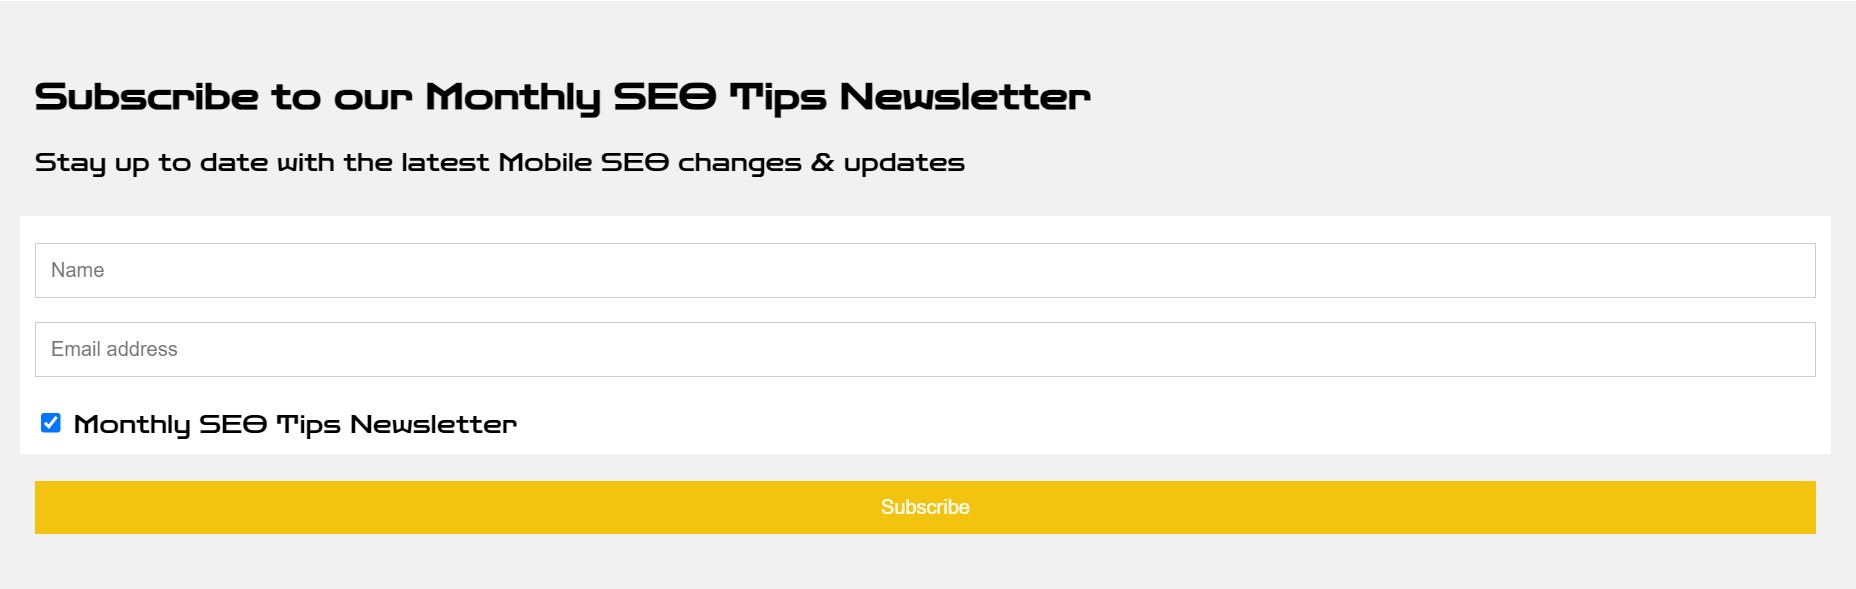 Subscribe to our Monthly SEO Tips Newsletter
Stay up to date with the latest Mobile SEO changes & updates
Name
Email address
Monthly SEO Tips Newsletter
Subscribe